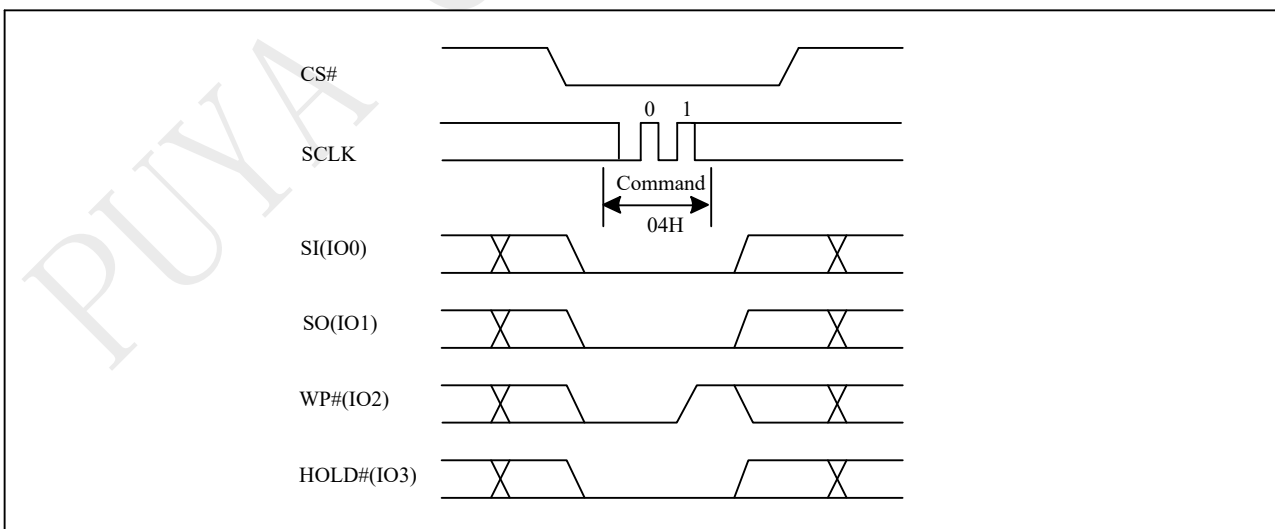 CS#
0 1
SCLK
Command
04H
SI(IO0)
SO(IO1)
WP#(IO2)
HOLD#(IO3)
PUYA